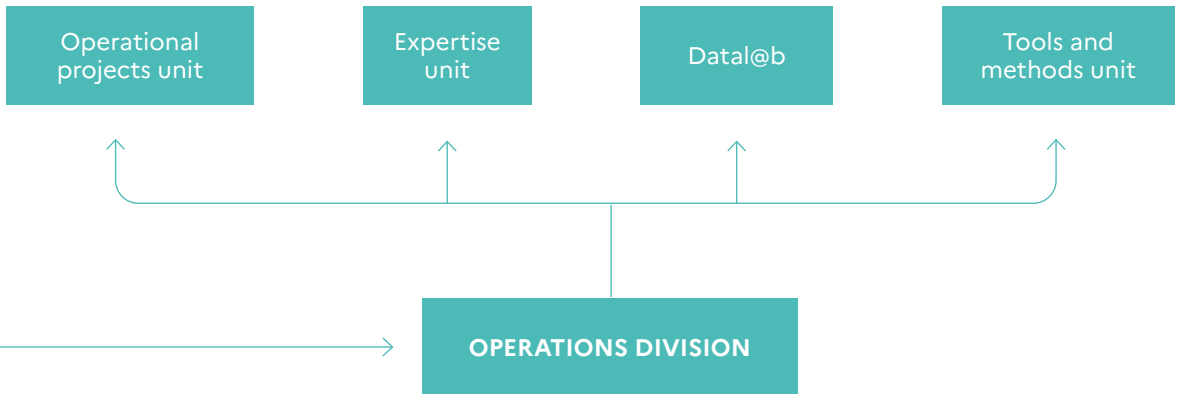 Operational
projects unit
Expertise
unit
Datal@b
Tools and
methods unit
OPERATIONS DIVISION